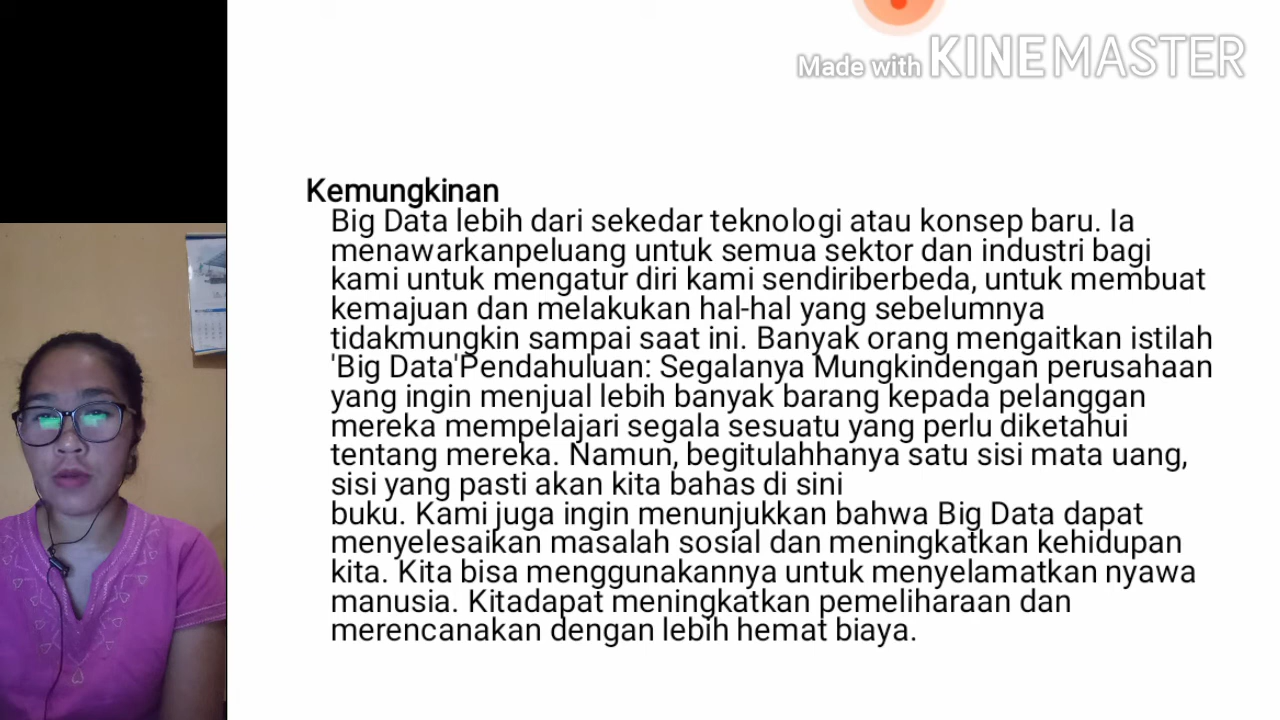 Made with KINEMASTER
Kemungkinan
Big Data lebih dari sekedar teknologi atau konsep baru. Ia
menawarkanpeluang untuk semua sektor dan industri bagi
kami untuk mengatur diri kami sendiriberbeda, untuk membuat
kemajuan dan melakukan hal-hal yang sebelumnya
tidakmungkin sampai saat ini. Banyak orang mengaitkan istilah
'Big Data'Pendahuluan: Segalanya Mungkindengan perusahaan
yang ingin menjual lebih banyak barang kepada pelanggan
mereka mempelajari segala sesuatu yang perlu diketahui
tentang mereka. Namun, begitulahhanya satu sisi mata uang,
sisi yang pasti akan kita bahas di sini
buku. Kami juga ingin menunjukkan bahwa Big Data dapat
menyelesaikan masalah sosial dan meningkatkan kehidupan
kita. Kita bisa menggunakannya untuk menyelamatkan nyawa
manusia. Kitadapat meningkatkan pemeliharaan dan
merencanakan dengan lebih hemat biaya.